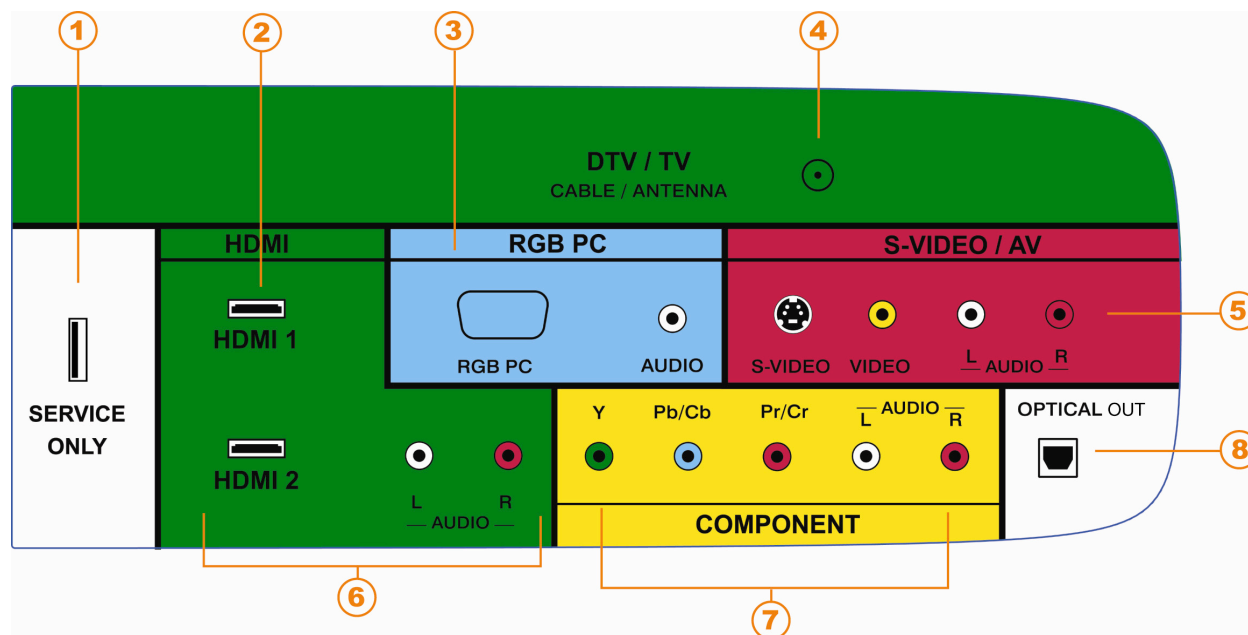 1 2 3 4
DTV / TV
CABLE / ANTENNA
HDMI
RGB PC
S-VIDEO / AV
HDMI 1
RGB PC
AUDIO
S-VIDEO
VIDEO
L R
AUDIO
5
SERVICE
ONLY
HDMI 2
L R
AUDIO
Y
Pb/Cb
Pr/Cr
AUDIO
L R
COMPONENT
OPTICAL OUT
8
6
7